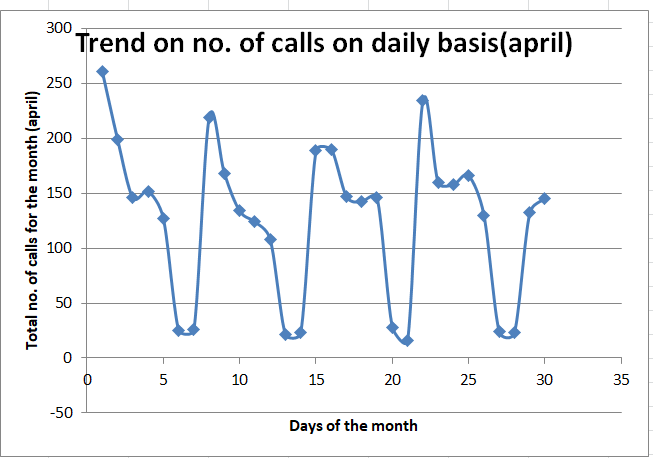 Trend on no. of calls on daily basis(april)
Total no. of calls for the month (april)
300
250
200
150
100
50
0
-50
0 5 10 15 20 25 30 35
Days of the month